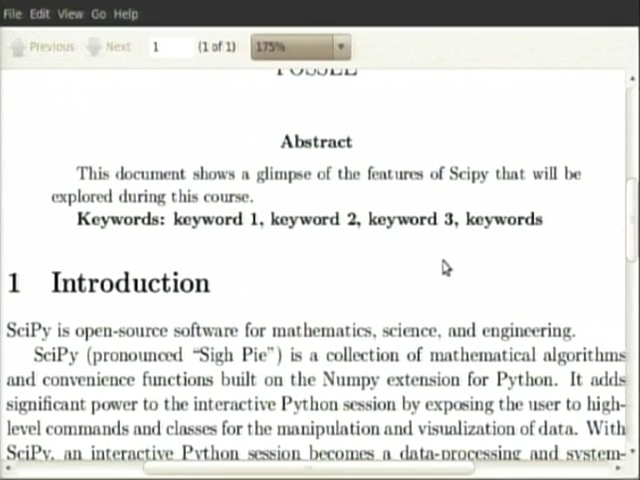 File Edit View Go Help
Previous Next 1 (1 of 1) 175%
FOSSEE
Abstract
This document shows a glimpse of the features of Scipy that will be
explored during this course.
Keywords: keyword 1, keyword 2, keyword 3, keywords
1 Introduction
SciPy is open-source software for mathematics, science, and engineering.
SciPy (pronounced “Sigh Pie”) is a collection of mathematical algorithms
and convenience functions built on the Numpy extension for Python. It adds
significant power to the interactive Python session by exposing the user to high-
level commands and classes for the manipulation and visualization of data. With
SciPy, an interactive Python session becomes a data-processing and system-